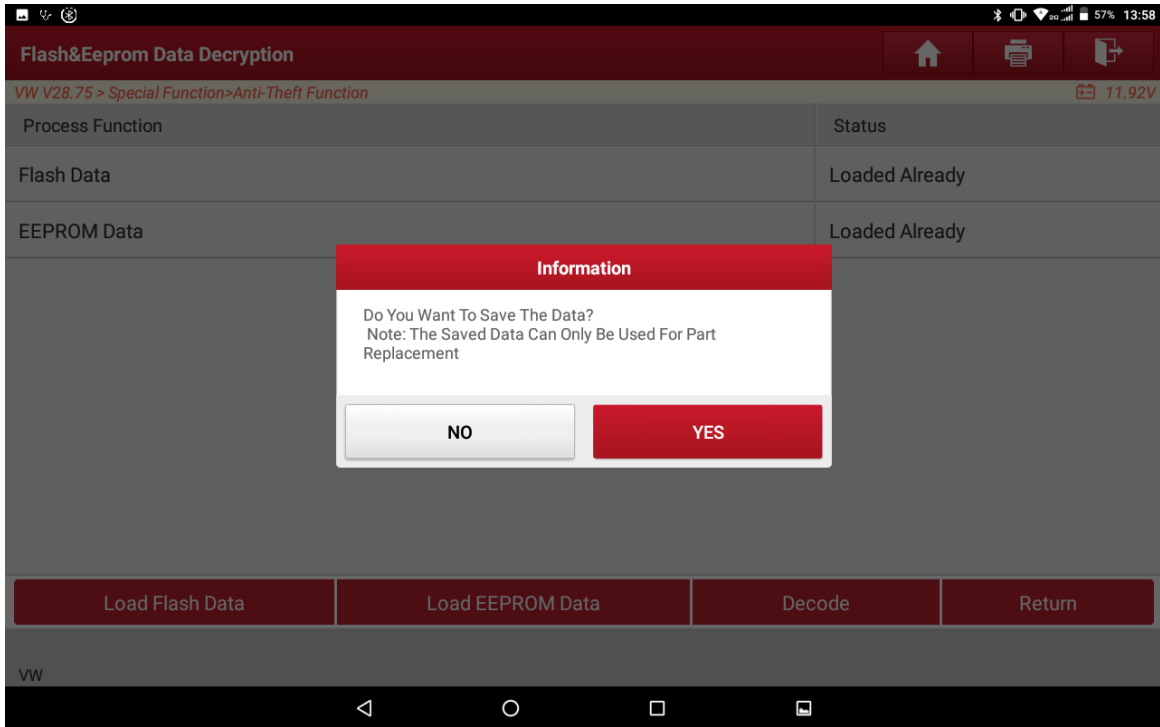 2G 57% 13:58
Flash&Eeprom Data Decryption
VW V28.75 > Special Function>Anti-Theft Function 11.92V
Process Function Status
Flash Data Loaded Already
EEPROM Data Loaded Already
Information
Do You Want To Save The Data?
Note: The Saved Data Can Only Be Used For Part
Replacement
NO YES
Load Flash Data Load EEPROM Data Decode Return
VW